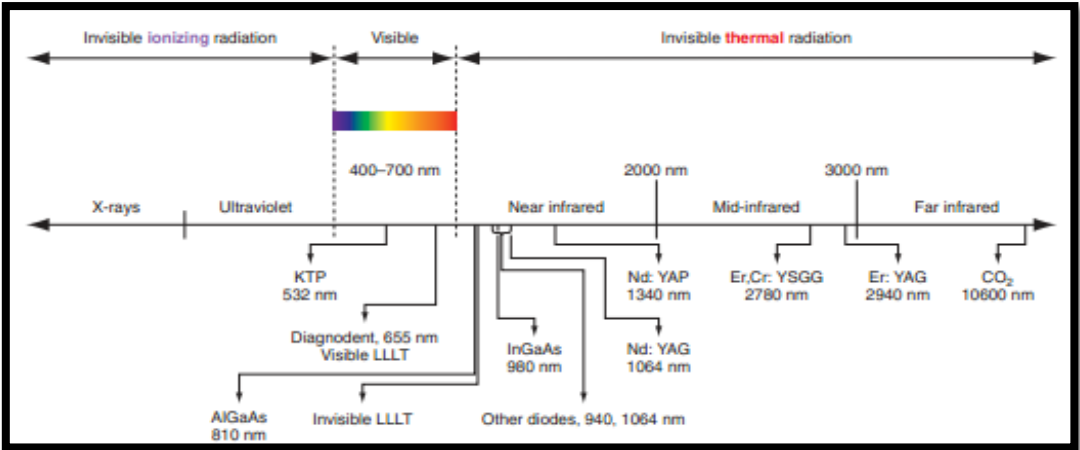 Invisible ionizing radiation
Visible
Invisible thermal radiation
400–700 nm
2000 nm
3000 nm
X-rays
Ultraviolet
Near infrared
Mid-infrared
Far infrared
KTP
532 nm
Nd: YAP
1340 nm
Er,Cr: YSGG
2780 nm
Er: YAG
2940 nm
CO₂
10600 nm
Diagnodent, 655 nm
Visible LLLT
InGaAs
980 nm
Nd: YAG
1064 nm
AlGaAs
810 nm
Invisible LLLT
Other diodes, 940, 1064 nm